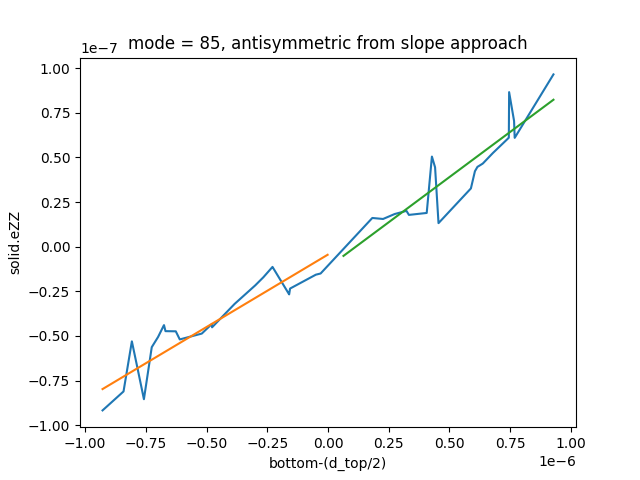 mode = 85, antisymmetric from slope approach
1e−7
1.00
0.75
0.50
0.25
0.00
−0.25
−0.50
−0.75
−1.00
solid.eZZ
−1.00 −0.75 −0.50 −0.25 0.00 0.25 0.50 0.75 1.00
bottom-(d_top/2)
1e−6